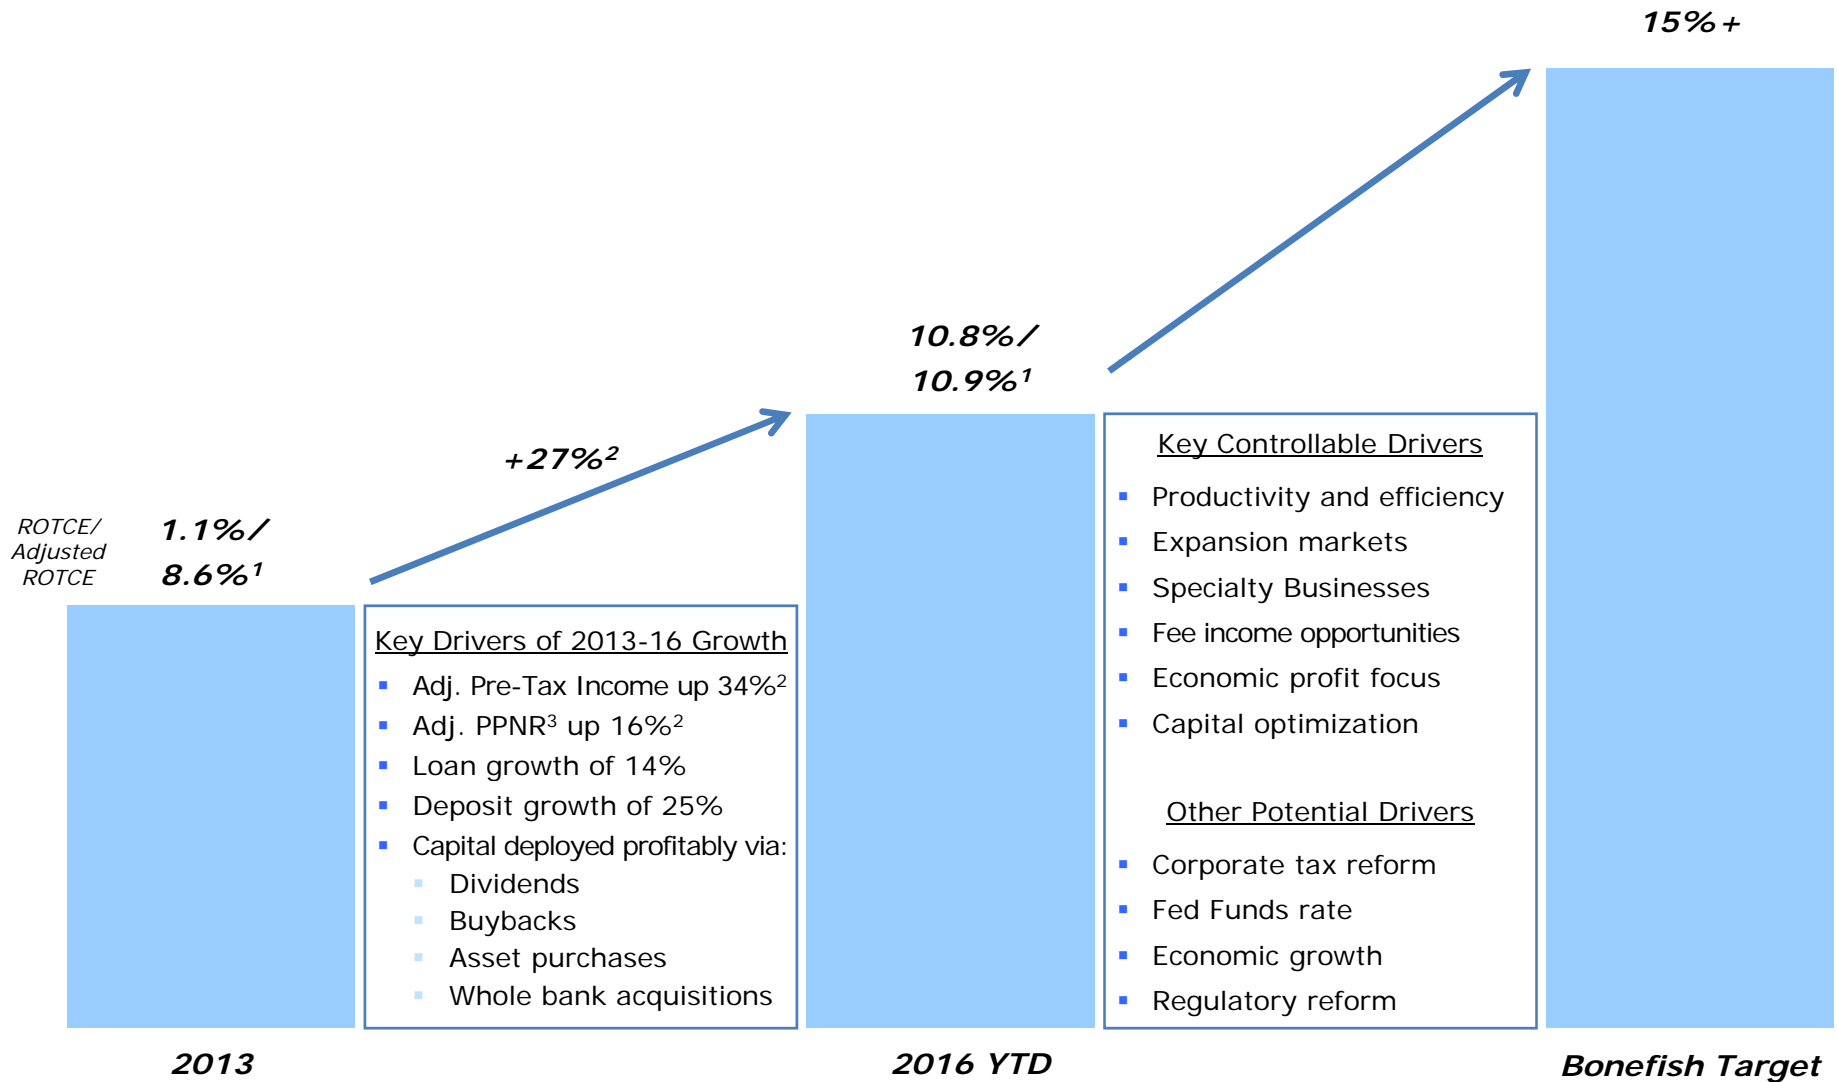 15%+
10.8%/
10.9%¹
+27%²
ROTCE/
Adjusted
ROTCE
1.1%/
8.6%¹
Key Drivers of 2013-16 Growth
▪ Adj. Pre-Tax Income up 34%²
▪ Adj. PPNR³ up 16%²
▪ Loan growth of 14%
▪ Deposit growth of 25%
▪ Capital deployed profitably via:
▪ Dividends
▪ Buybacks
▪ Asset purchases
▪ Whole bank acquisitions
Key Controllable Drivers
▪ Productivity and efficiency
▪ Expansion markets
▪ Specialty Businesses
▪ Fee income opportunities
▪ Economic profit focus
▪ Capital optimization
Other Potential Drivers
▪ Corporate tax reform
▪ Fed Funds rate
▪ Economic growth
▪ Regulatory reform
2013
2016 YTD
Bonefish Target